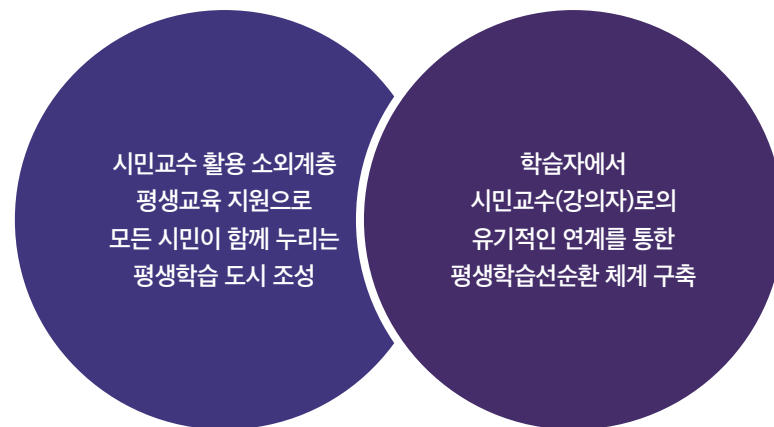 시민교수 활용 소외계층
평생교육 지원으로
모든 시민이 함께 누리는
평생학습 도시 조성
학습자에서
시민교수(강의자)로의
유기적인 연계를 통한
평생학습선순환 체계 구축